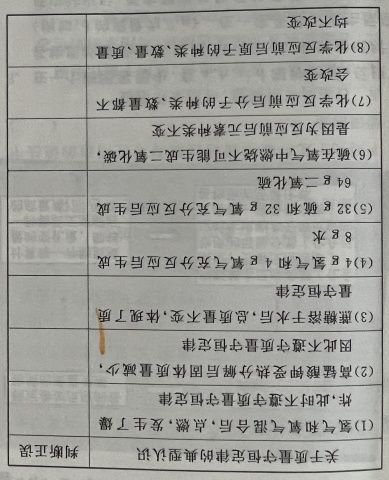 关于质量守恒定律的典型认识 判断正误
(1)氢气和氧气混合后,点燃,发生了爆
炸,此时不遵守质量守恒定律
(2)高锰酸钾受热分解后固体质量减少,
因此不遵守质量守恒定律
(3)蔗糖溶于水后,总质量不变,体现了质
量守恒定律
(4)4 g 氢气和 4 g 氧气充分反应后生成
8 g 水
(5)32 g 硫和 32 g 氧气充分反应后生成
64 g 二氧化硫
(6)硫在氧气中燃烧不可能生成二氧化碳,
是因为反应前后元素种类不变
(7)化学反应前后分子的种类、数量都不
会改变
(8)化学反应前后原子的种类、数量、质量
均不改变